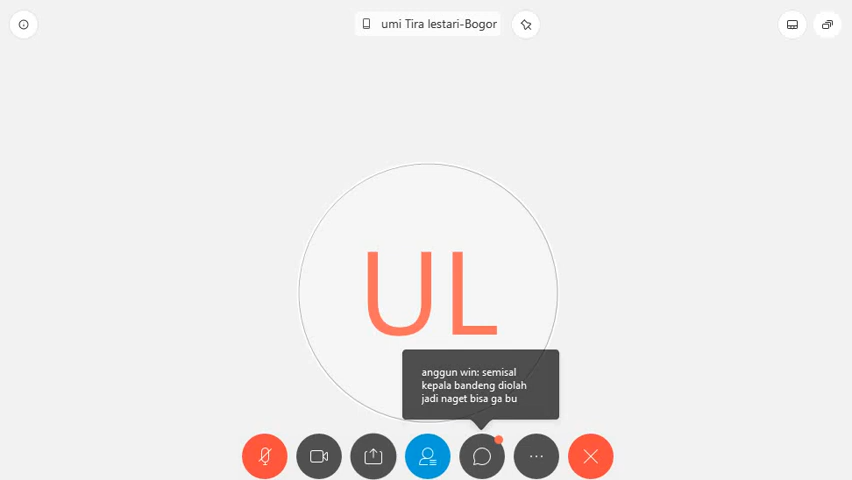 umi Tira lestari-Bogor
UL
anggun win: semisal
kepala bandeng diolah
jadi naget bisa ga bu